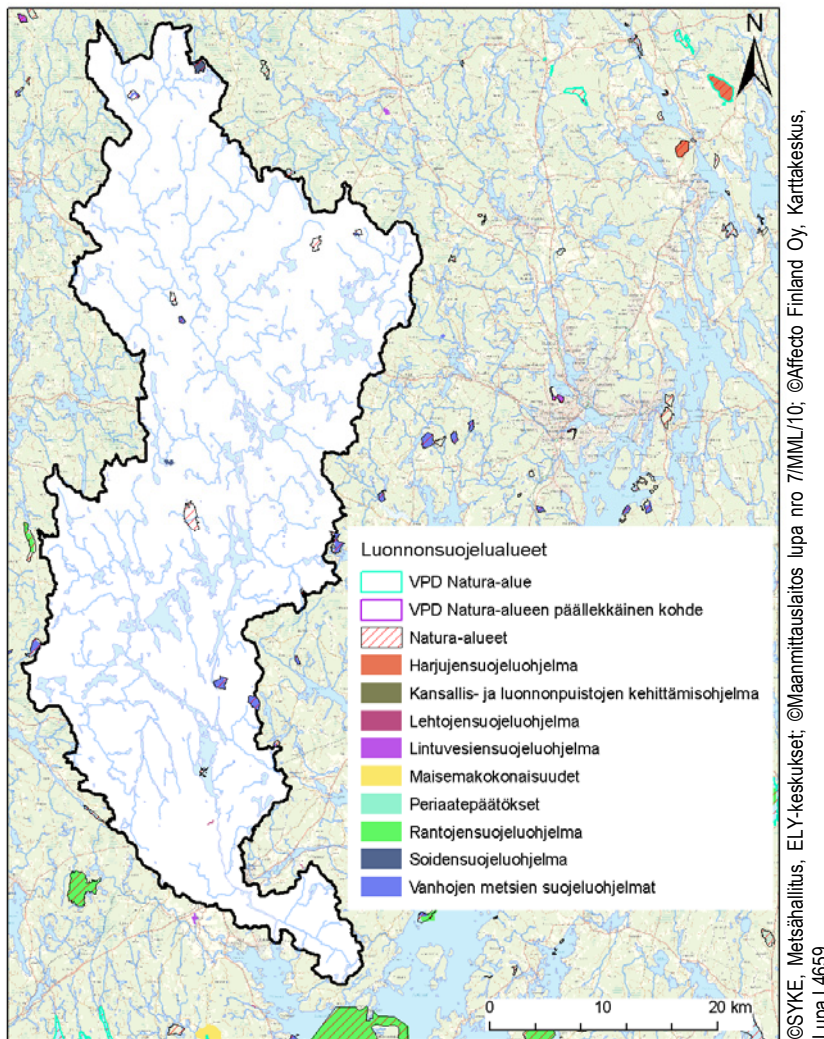 N
Luonnonsuojelualueet
VPD Natura-alue
VPD Natura-alueen päällekkäinen kohde
Natura-alueet
Harjujensuojeluohjelma
Kansallis- ja luonnonpuistojen kehittämisohjelma
Lehtojensuojeluohjelma
Lintuvesiensuojeluohjelma
Maisemakokonaisuudet
Periaatepäätökset
Rantojensuojeluohjelma
Soidensuojeluohjelma
Vanhojen metsien suojeluohjelmat
0 10 20 km
©SYKE, Metsähallitus, ELY-keskukset; ©Maanmittauslaitos lupa nro 7/MML/10; ©Affecto Finland Oy, Karttakeskus,
Lupa L4659